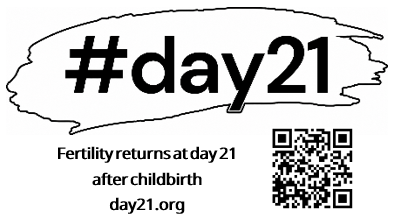 #day21
Fertility returns at day 21
after childbirth
day21.org